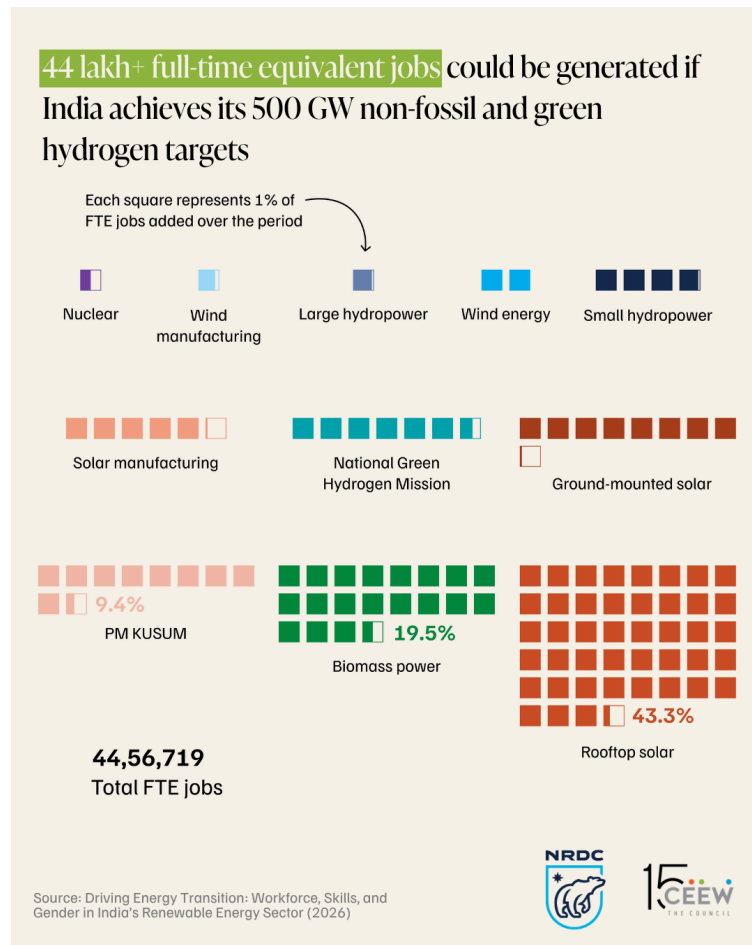 44 lakh+ full-time equivalent jobs could be generated if
India achieves its 500 GW non-fossil and green
hydrogen targets
Each square represents 1% of
FTE jobs added over the period
Nuclear
Wind
manufacturing
Large hydropower
Wind energy
Small hydropower
Solar manufacturing
National Green
Hydrogen Mission
Ground-mounted solar
9.4%
PM KUSUM
19.5%
Biomass power
43.3%
Rooftop solar
44,56,719
Total FTE jobs
Source: Driving Energy Transition: Workforce, Skills, and
Gender in India's Renewable Energy Sector (2026)
NRDC
15
CEEW
THE COUNCIL